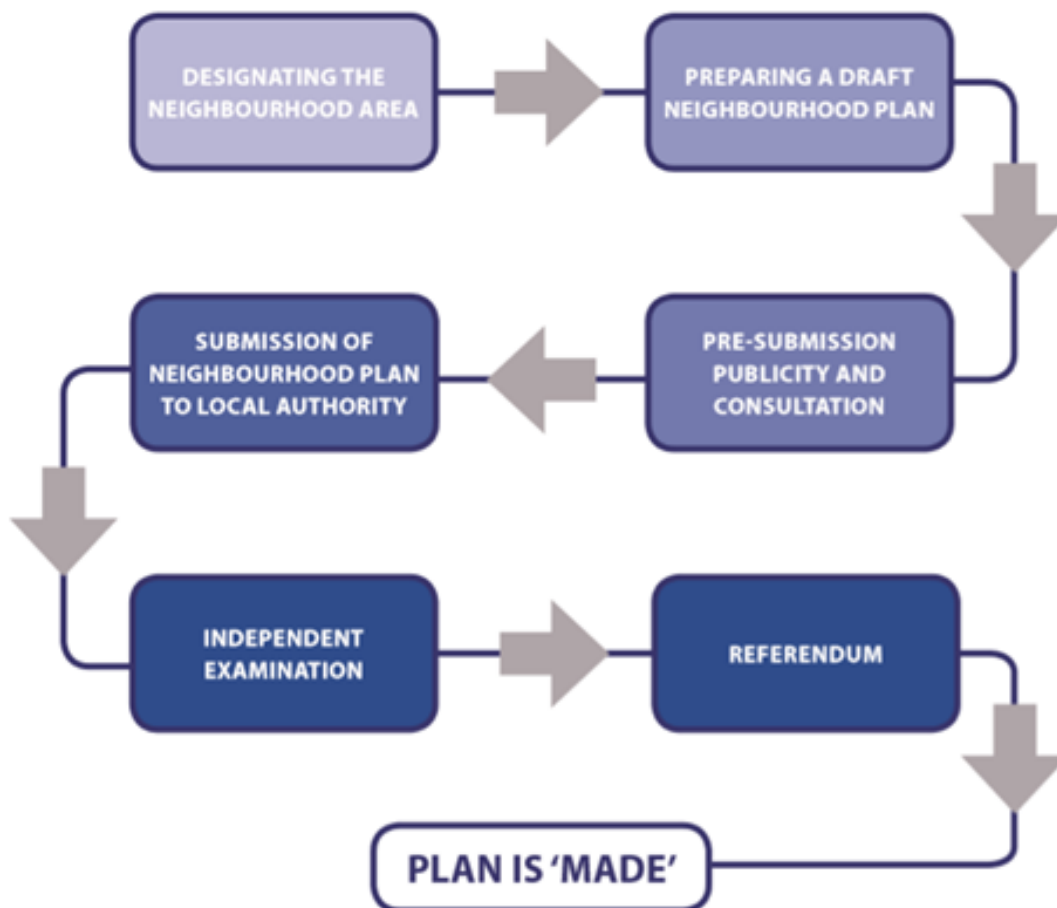 DESIGNATING THE
NEIGHBOURHOOD AREA
PREPARING A DRAFT
NEIGHBOURHOOD PLAN
PRE-SUBMISSION
PUBLICITY AND
CONSULTATION
SUBMISSION OF
NEIGHBOURHOOD PLAN
TO LOCAL AUTHORITY
INDEPENDENT
EXAMINATION
REFERENDUM
PLAN IS ‘MADE’